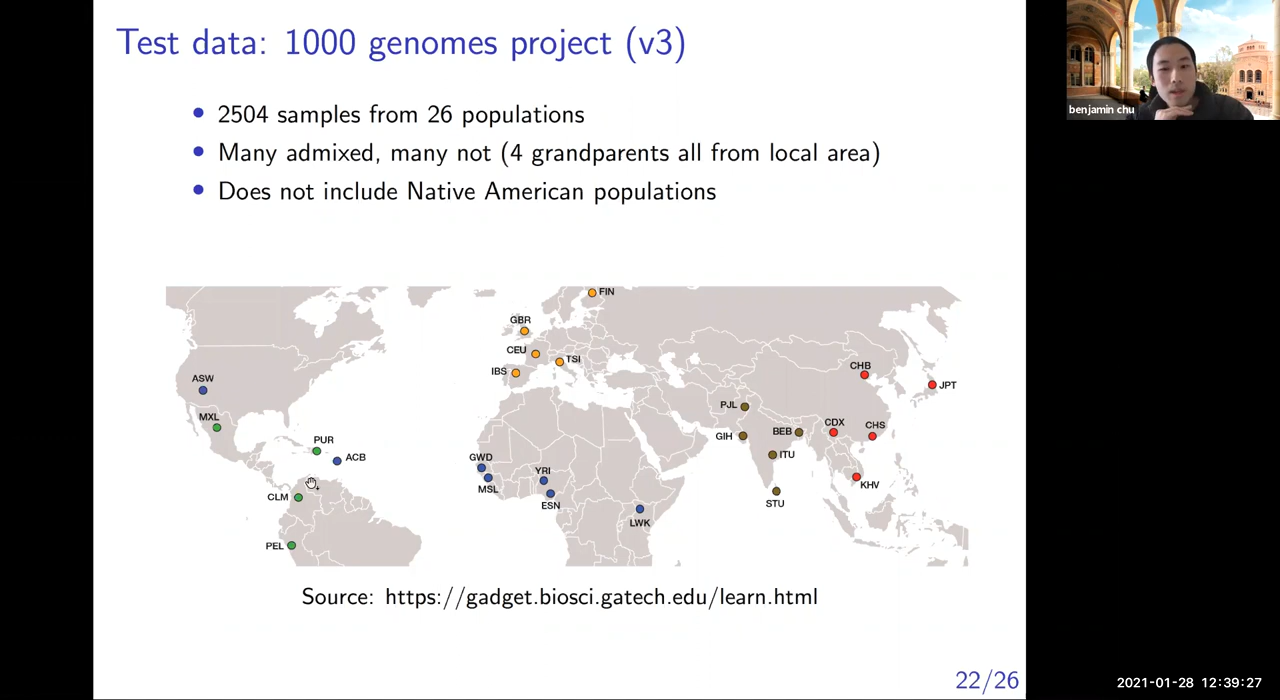 Test data: 1000 genomes project (v3)
2504 samples from 26 populations
Many admixed, many not (4 grandparents all from local area)
Does not include Native American populations
FIN
GBR
CEU
TSI
IBS
CHB
ASW
JPT
PJL
MXL
CDX
CHS
BEB
GIH
PUR
ACB
GWD
ITU
YRI
KHV
MSL
CLM
STU
ESN
LWK
PEL
Source: https://gadget.biosci.gatech.edu/learn.html
22/26
benjamin chu
2021-01-28 12:39:27